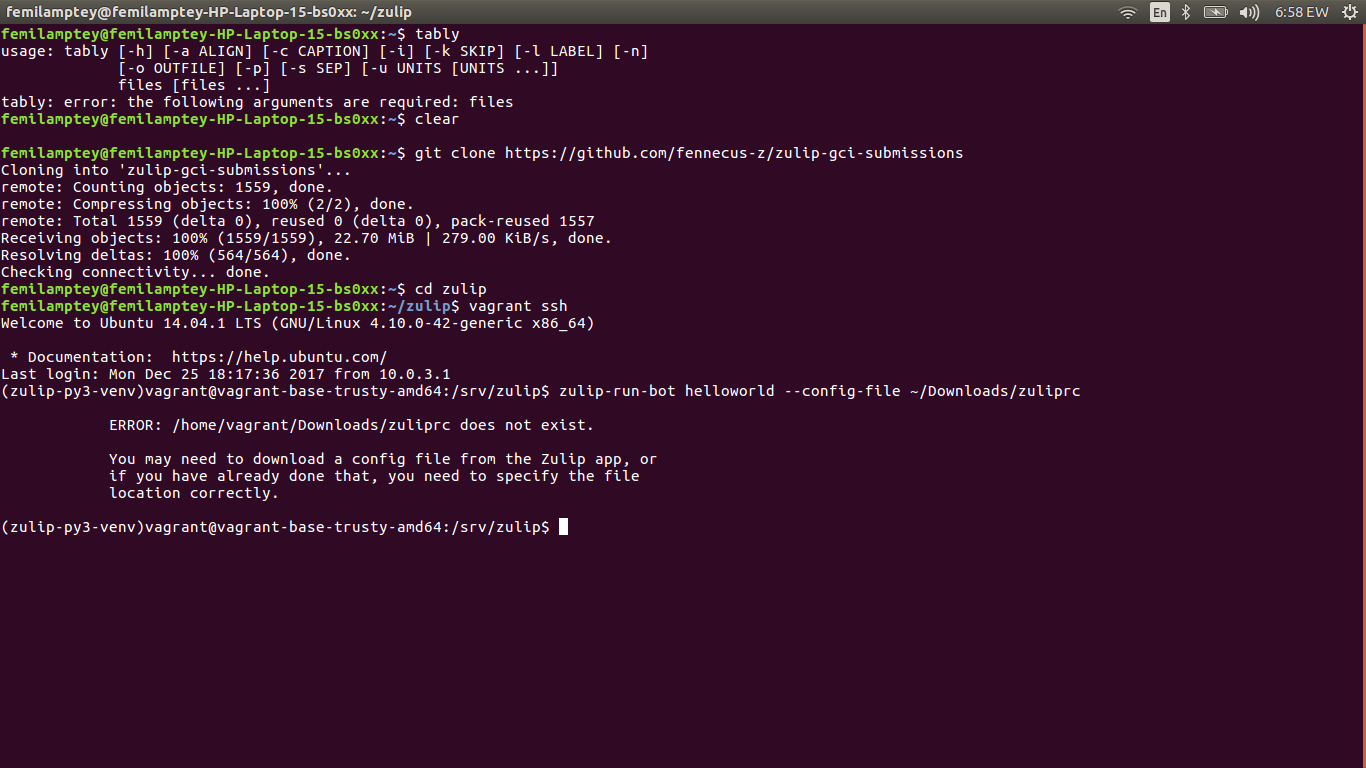 femilamptey@femilamptey-HP-Laptop-15-bs0xx: ~/zulip
En
6:58 EW
femilamptey@femilamptey-HP-Laptop-15-bs0xx:~$ tably
usage: tably [-h] [-a ALIGN] [-c CAPTION] [-i] [-k SKIP] [-l LABEL] [-n]
             [-o OUTFILE] [-p] [-s SEP] [-u UNITS [UNITS ...]]
             files [files ...]
tably: error: the following arguments are required: files
femilamptey@femilamptey-HP-Laptop-15-bs0xx:~$ clear
femilamptey@femilamptey-HP-Laptop-15-bs0xx:~$ git clone https://github.com/fennecus-z/zulip-gci-submissions
Cloning into 'zulip-gci-submissions'...
remote: Counting objects: 1559, done.
remote: Compressing objects: 100% (2/2), done.
remote: Total 1559 (delta 0), reused 0 (delta 0), pack-reused 1557
Receiving objects: 100% (1559/1559), 22.70 MiB | 279.00 KiB/s, done.
Resolving deltas: 100% (564/564), done.
Checking connectivity... done.
femilamptey@femilamptey-HP-Laptop-15-bs0xx:~$ cd zulip
femilamptey@femilamptey-HP-Laptop-15-bs0xx:~/zulip$ vagrant ssh
Welcome to Ubuntu 14.04.1 LTS (GNU/Linux 4.10.0-42-generic x86_64)
 * Documentation:  https://help.ubuntu.com/
Last login: Mon Dec 25 18:17:36 2017 from 10.0.3.1
(zulip-py3-venv)vagrant@vagrant-base-trusty-amd64:/srv/zulip$ zulip-run-bot helloworld --config-file ~/Downloads/zuliprc
            ERROR: /home/vagrant/Downloads/zuliprc does not exist.
            You may need to download a config file from the Zulip app, or
            if you have already done that, you need to specify the file
            location correctly.
(zulip-py3-venv)vagrant@vagrant-base-trusty-amd64:/srv/zulip$